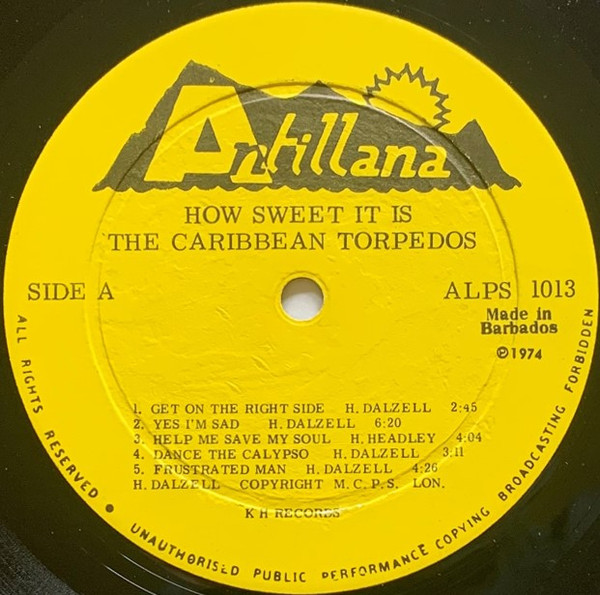 Antillana
HOW SWEET IT IS
THE CARIBBEAN TORPEDOS
SIDE A
ALPS 1013
Made in
Barbados
℗1974
1. GET ON THE RIGHT SIDE H. DALZELL 2:45
2. YES I'M SAD H. DALZELL 6:20
3. HELP ME SAVE MY SOUL H. HEADLEY 4:04
4. DANCE THE CALYPSO H. DALZELL 3:11
5. FRUSTRATED MAN H. DALZELL 4:26
H. DALZELL COPYRIGHT M. C. P. S. LON.
K H RECORDS
ALL RIGHTS RESERVED • UNAUTHORISED PUBLIC PERFORMANCE COPYING BROADCASTING FORBIDDEN